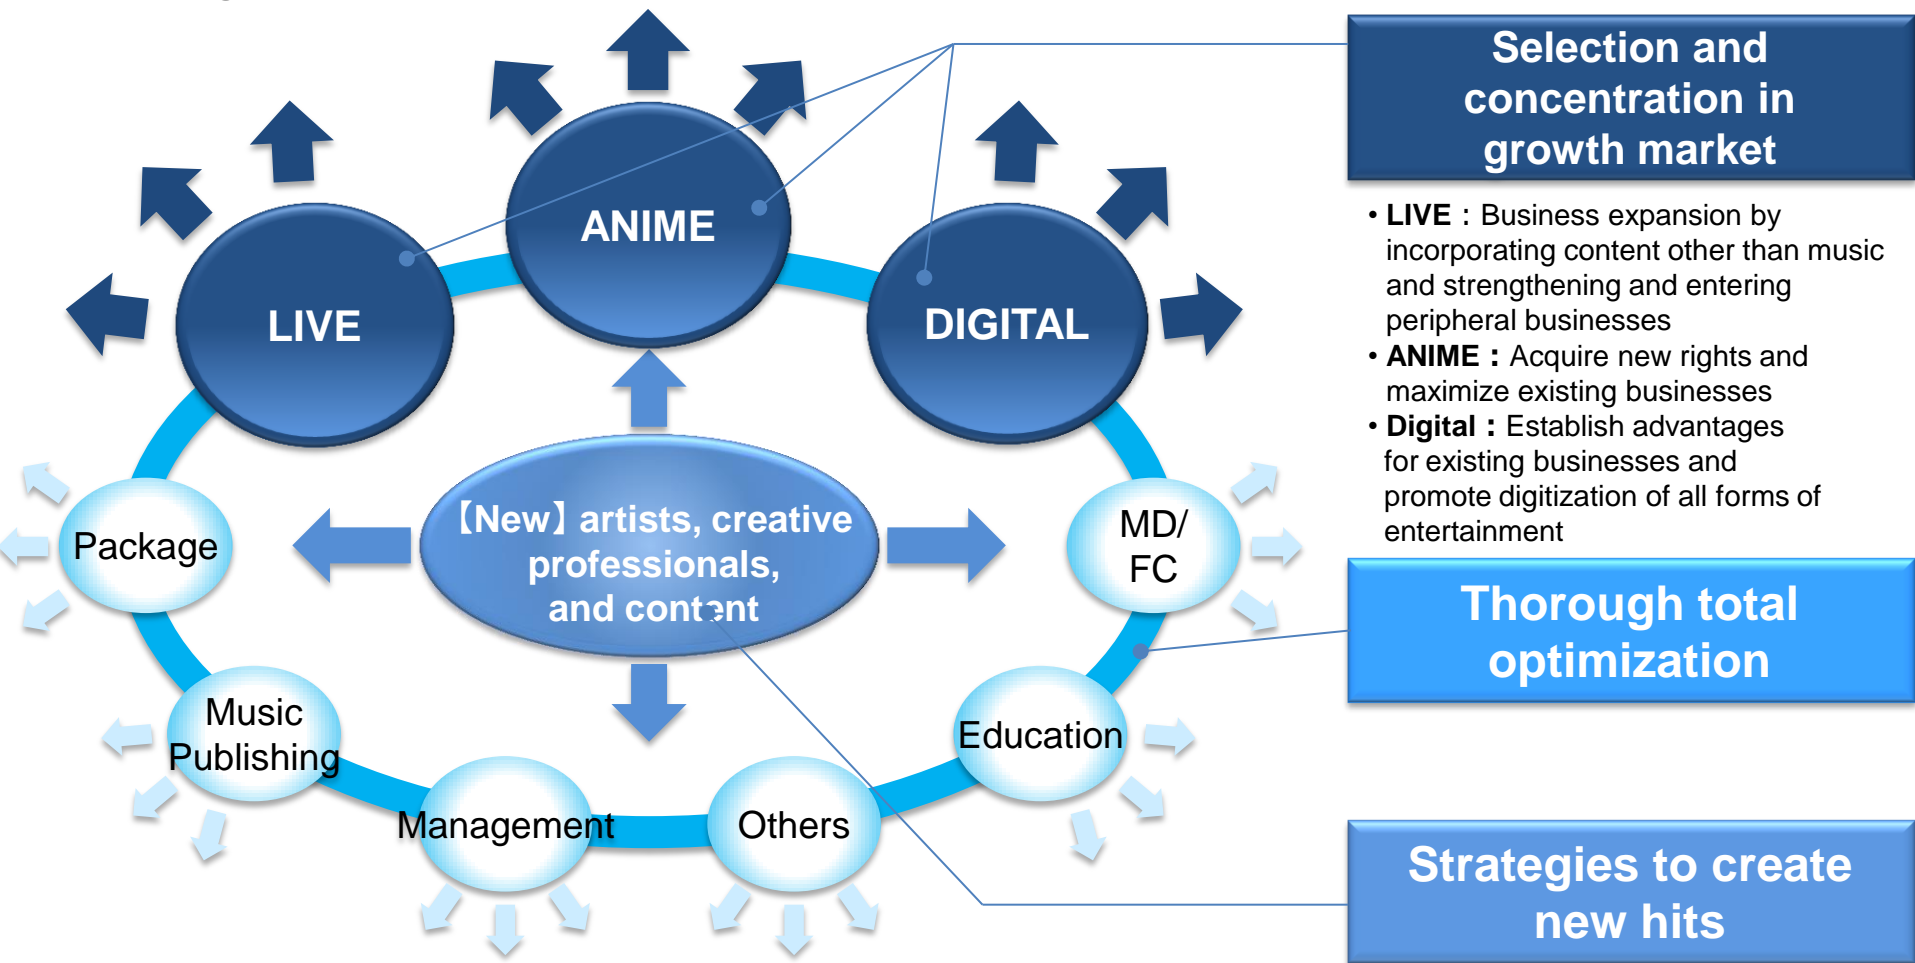 Selection and
concentration in
growth market
• LIVE : Business expansion by
incorporating content other than music
and strengthening and entering
peripheral businesses
• ANIME : Acquire new rights and
maximize existing businesses
• Digital : Establish advantages
for existing businesses and
promote digitization of all forms of
entertainment
Thorough total
optimization
Strategies to create
new hits
ANIME
LIVE
DIGITAL
【New】 artists, creative
professionals,
and content
Package
MD/
FC
Music
Publishing
Education
Management
Others